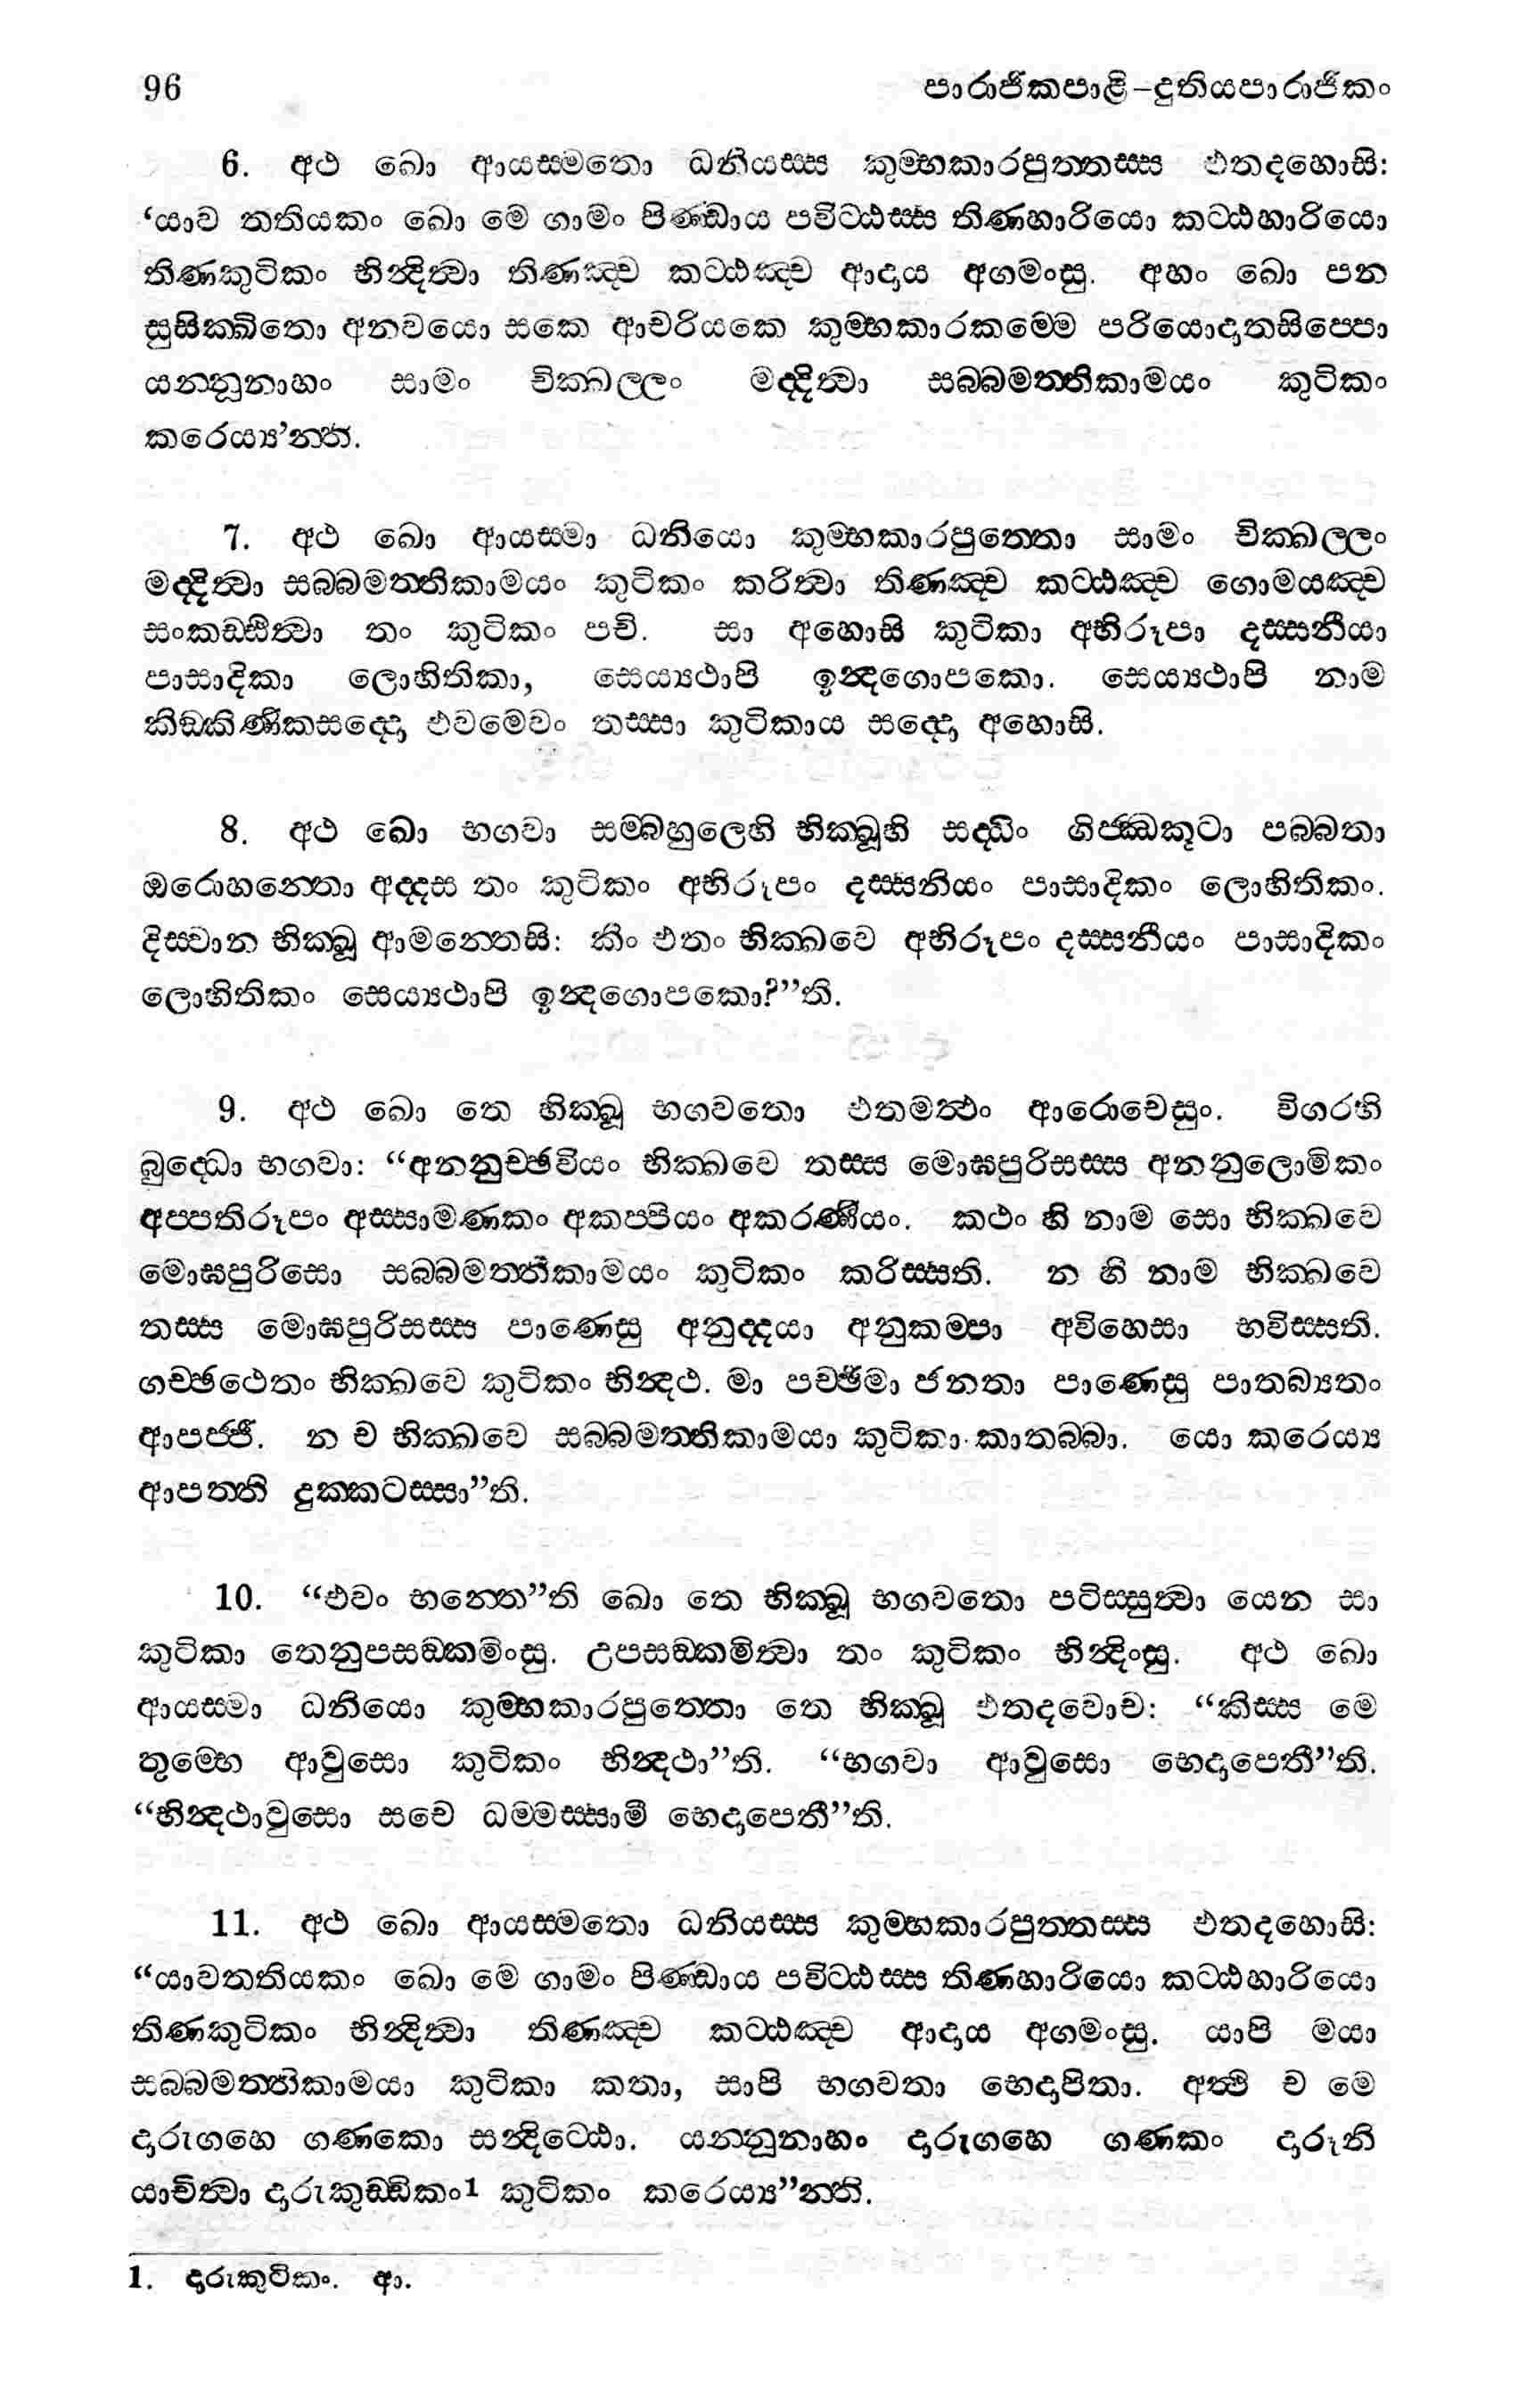 96 පාරාජිකපාළි–දුතියපාරාජිකං
6. අථ ඛො ආයස්මතො ධනියස්ස කුම්භකාරපුත්තස්ස එතදහොසි:
‘යාව තතියකං ඛො මෙ ගාමං පිණ්ඩාය පවිට්ඨස්ස තිණහාරියො කට්ඨහාරියො
තිණකුටිකං භින්දිත්වා තිණඤ්ච කට්ඨඤ්ච ආදාය අගමංසු. අහං ඛො පන
සුසික්ඛිතො අනවයො සකෙ ආචරියකෙ කුම්භකාරකම්මෙ පරියොදාතසිප්පො
යන්නූනාහං සාමං චික්ඛල්ලං මද්දිත්වා සබ්බමත්තිකාමයං කුටිකං
කරෙය්‍ය’න්ති.
7. අථ ඛො ආයස්මා ධනියො කුම්භකාරපුත්තො සාමං චික්ඛල්ලං
මද්දිත්වා සබ්බමත්තිකාමයං කුටිකං කරිත්වා තිණඤ්ච කට්ඨඤ්ච ගොමයඤ්ච
සංකඩ්ඪිත්වා තං කුටිකං පචි. සා අහොසි කුටිකා අභිරූපා දස්සනීයා
පාසාදිකා ලොහිතිකා, සෙය්‍යථාපි ඉන්දගොපකො. සෙය්‍යථාපි නාම
කිඞ්කිණිකසද්දො එවමෙවං තස්සා කුටිකාය සද්දො අහොසි.
8. අථ ඛො භගවා සම්බහුලෙහි භික්ඛූහි සද්ධිං ගිජ්ඣකූටා පබ්බතා
ඔරොහන්තො අද්දස තං කුටිකං අභිරූපං දස්සනියං පාසාදිකං ලොහිතිකං.
දිස්වාන භික්ඛූ ආමන්තෙසි: කිං එතං භික්ඛවෙ අභිරූපං දස්සනීයං පාසාදිකං
ලොහිතිකං සෙය්‍යථාපි ඉන්දගොපකො?”ති.
9. අථ ඛො තෙ භික්ඛූ භගවතො එතමත්ථං ආරොචෙසුං. විගරහි
බුද්ධො භගවා: “අනනුච්ඡවියං භික්ඛවෙ තස්ස මොඝපුරිසස්ස අනනුලොමිකං
අප්පතිරූපං අස්සාමණකං අකප්පියං අකරණීයං. කථං හි නාම සො භික්ඛවෙ
මොඝපුරිසො සබ්බමත්තිකාමයං කුටිකං කරිස්සති. න හි නාම භික්ඛවෙ
තස්ස මොඝපුරිසස්ස පාණෙසු අනුද්දයා අනුකම්පා අවිහෙසා භවිස්සති.
ගච්ඡථෙතං භික්ඛවෙ කුටිකං භින්දථ. මා පච්ඡිමා ජනතා පාණෙසු පාතබ්‍යතං
ආපජ්ජි. න ච භික්ඛවෙ සබ්බමත්තිකාමයා කුටිකා කාතබ්බා. යො කරෙය්‍ය
ආපත්ති දුක්කටස්සා”ති.
10. “එවං භන්තෙ”ති ඛො තෙ භික්ඛූ භගවතො පටිස්සුත්වා යෙන සා
කුටිකා තෙනුපසඞ්කමිංසු. උපසඞ්කමිත්වා තං කුටිකං භින්දිංසු. අථ ඛො
ආයස්මා ධනියො කුම්භකාරපුත්තො තෙ භික්ඛූ එතදවොච: “කිස්ස මෙ
තුම්හෙ ආවුසො කුටිකං භින්දථා”ති. “භගවා ආවුසො භෙදාපෙතී”ති.
“භින්දථාවුසො සචෙ ධම්මස්සාමී භෙදාපෙතී”ති.
11. අථ ඛො ආයස්මතො ධනියස්ස කුම්භකාරපුත්තස්ස එතදහොසි:
“යාවතතියකං ඛො මෙ ගාමං පිණ්ඩාය පවිට්ඨස්ස තිණහාරියො කට්ඨහාරියො
තිණකුටිකං භින්දිත්වා තිණඤ්ච කට්ඨඤ්ච ආදාය අගමංසු. යාපි මයා
සබ්බමත්තිකාමයා කුටිකා කතා, සාපි භගවතා භෙදාපිතා. අත්ථි ච මෙ
දාරුගහෙ ගණකො සන්දිට්ඨො. යන්නූනාහං දාරුගහෙ ගණකං දාරූනි
යාචිත්වා දාරුකුඩ්ඩිකං1 කුටිකං කරෙය්‍ය”න්ති.
1. දාරුකුටිකං. ආ.